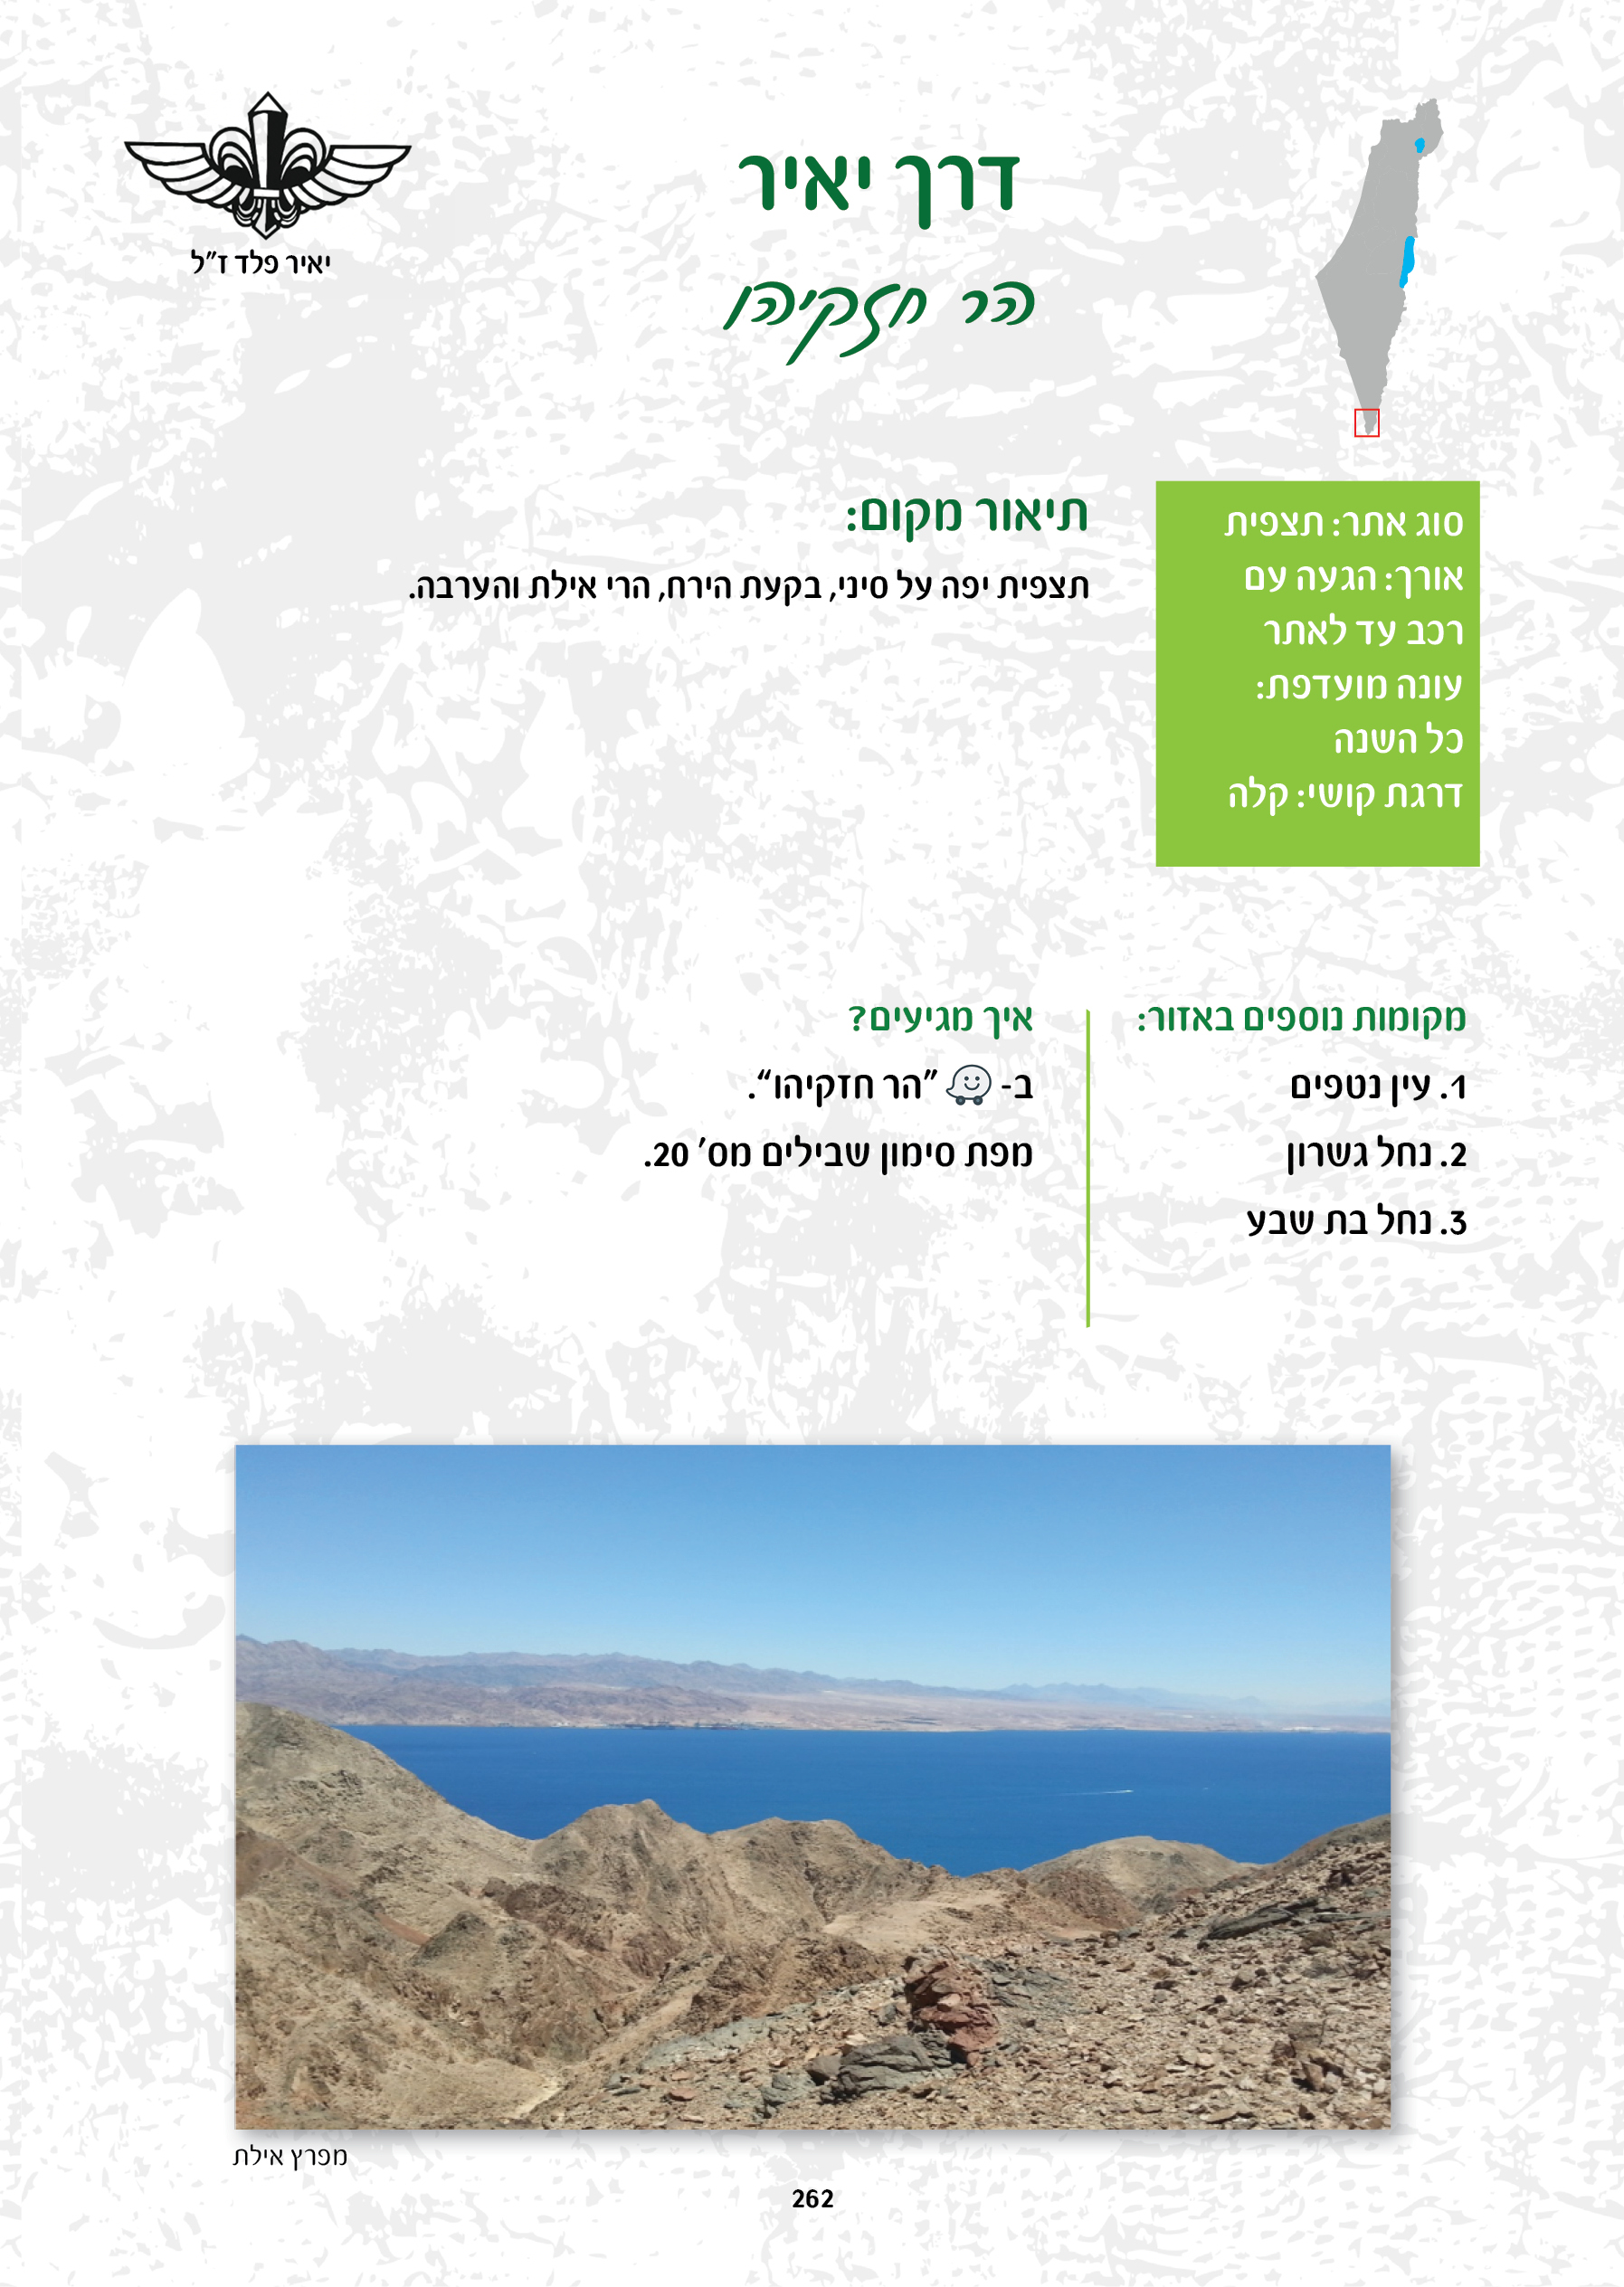 יאיר פלד ז"ל
דרך יאיר
הר חזקיהו
סוג אתר: תצפית
אורך: הגעה עם
רכב עד לאתר
עונה מועדפת:
כל השנה
דרגת קושי: קלה
תיאור מקום:
תצפית יפה על סיני, בקעת הירח, הרי אילת והערבה.
מקומות נוספים באזור:
1. עין נטפים
2. נחל גשרון
3. נחל בת שבע
איך מגיעים?
ב- ”הר חזקיהו“.
מפת סימון שבילים מס' 20.
מפרץ אילת
262